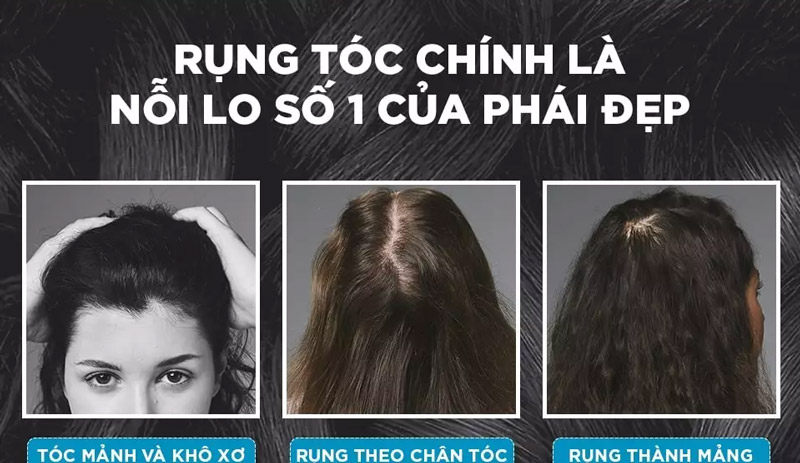 RỤNG TÓC CHÍNH LÀ
NỖI LO SỐ 1 CỦA PHÁI ĐẸP
TÓC MẢNH VÀ KHÔ XƠ
RỤNG THEO CHÂN TÓC
RỤNG THÀNH MẢNG